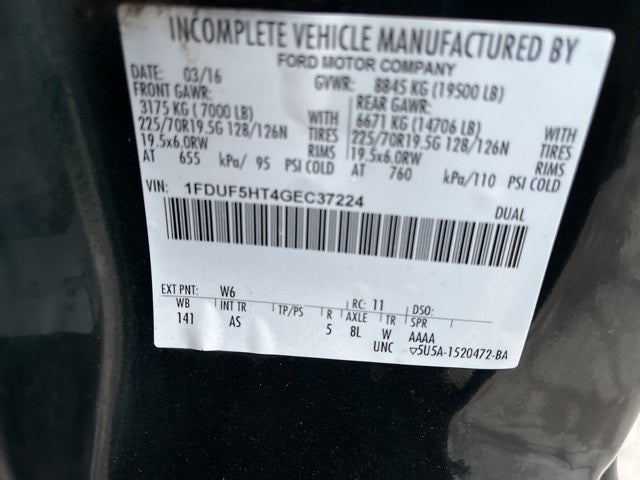 INCOMPLETE VEHICLE MANUFACTURED BY
FORD MOTOR COMPANY
DATE: 03/16 GVWR: 8845 KG (19500 LB)
FRONT GAWR: REAR GAWR:
3175 KG (7000 LB) WITH 6671 KG (14706 LB) WITH
225/70R19.5G 128/126N TIRES 225/70R19.5G 128/126N TIRES
19.5x6.0RW RIMS 19.5x6.0RW RIMS
AT 655 kPa/ 95 PSI COLD AT 760 kPa/110 PSI COLD
VIN: 1FDUF5HT4GEC37224
DUAL
EXT PNT: W6 RC: 11 DSO:
WB INT TR TP/PS R AXLE TR SPR
141 AS 5 8L W AAAA
UNC ▽5U5A-1520472-BA